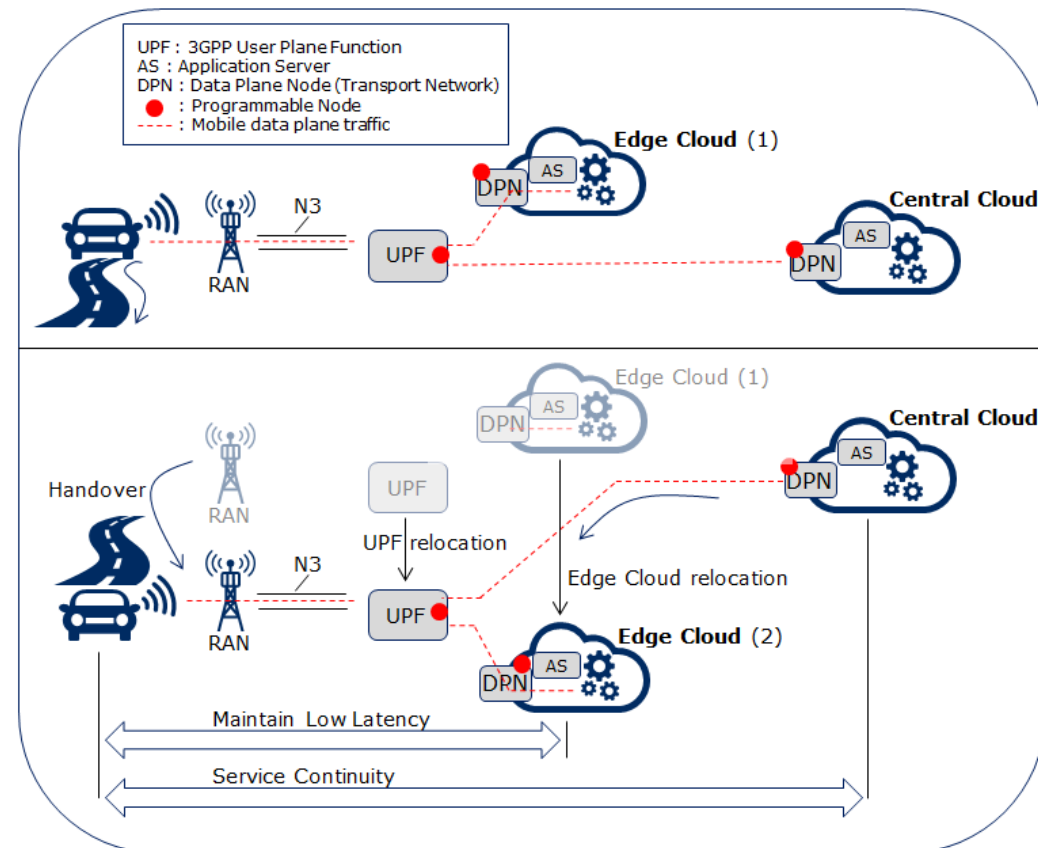 UPF : 3GPP User Plane Function
AS : Application Server
DPN : Data Plane Node (Transport Network)
: Programmable Node
: Mobile data plane traffic
Edge Cloud (1)
AS
DPN
Central Cloud
AS
DPN
N3
UPF
RAN
Edge Cloud (1)
AS
DPN
Central Cloud
AS
DPN
Handover
RAN
UPF
UPF relocation
N3
Edge Cloud relocation
RAN
UPF
Edge Cloud (2)
AS
DPN
Maintain Low Latency
Service Continuity